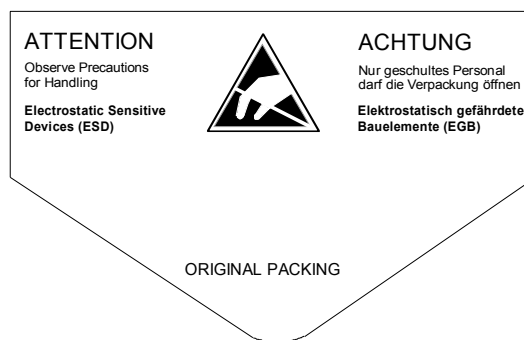 ATTENTION
Observe Precautions
for Handling
Electrostatic Sensitive
Devices (ESD)
ACHTUNG
Nur geschultes Personal
darf die Verpackung öffnen
Elektrostatisch gefährdete
Bauelemente (EGB)
ORIGINAL PACKING